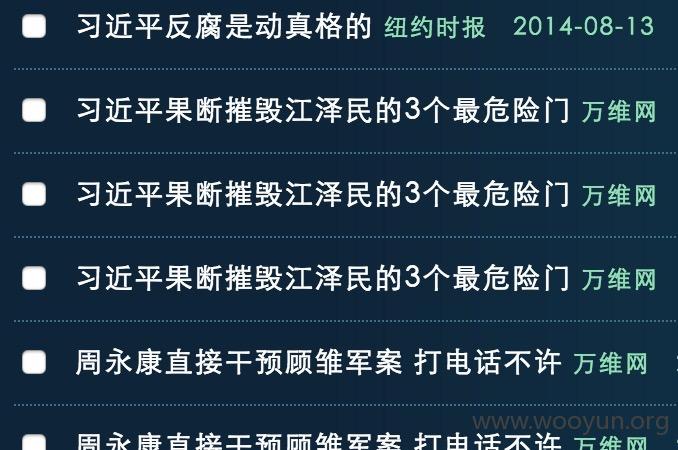 习近平反腐是动真格的 纽约时报 2014-08-13
习近平果断摧毁江泽民的3个最危险门 万维网
习近平果断摧毁江泽民的3个最危险门 万维网
习近平果断摧毁江泽民的3个最危险门 万维网
周永康直接干预顾雏军案 打电话不许 万维网
周永康直接干预顾雏军案 打电话不许 万维网
www.wooyun.org